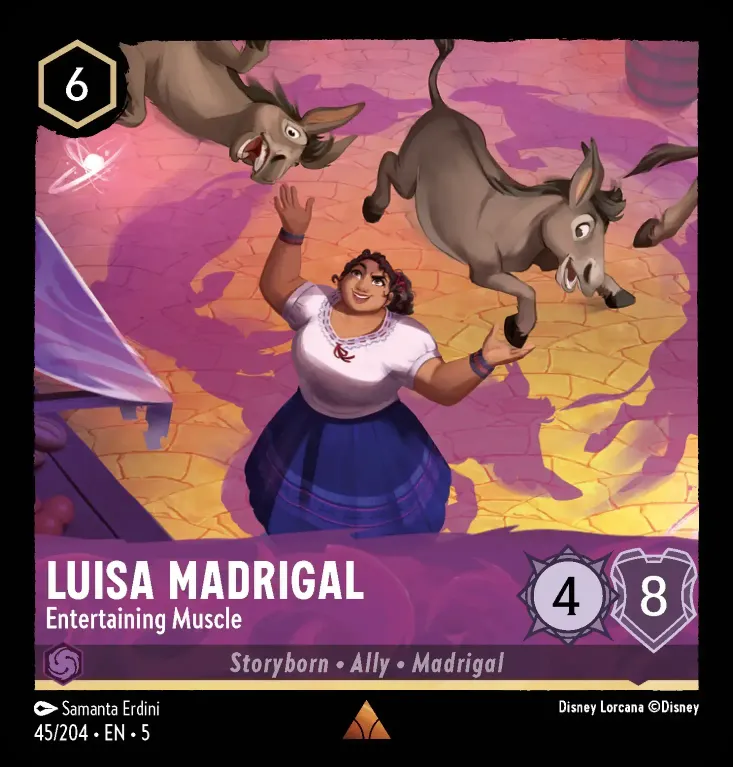 6
LUISA MADRIGAL
Entertaining Muscle
4
8
Storyborn • Ally • Madrigal
Samanta Erdini
Disney Lorcana ©Disney
45/204 • EN • 5